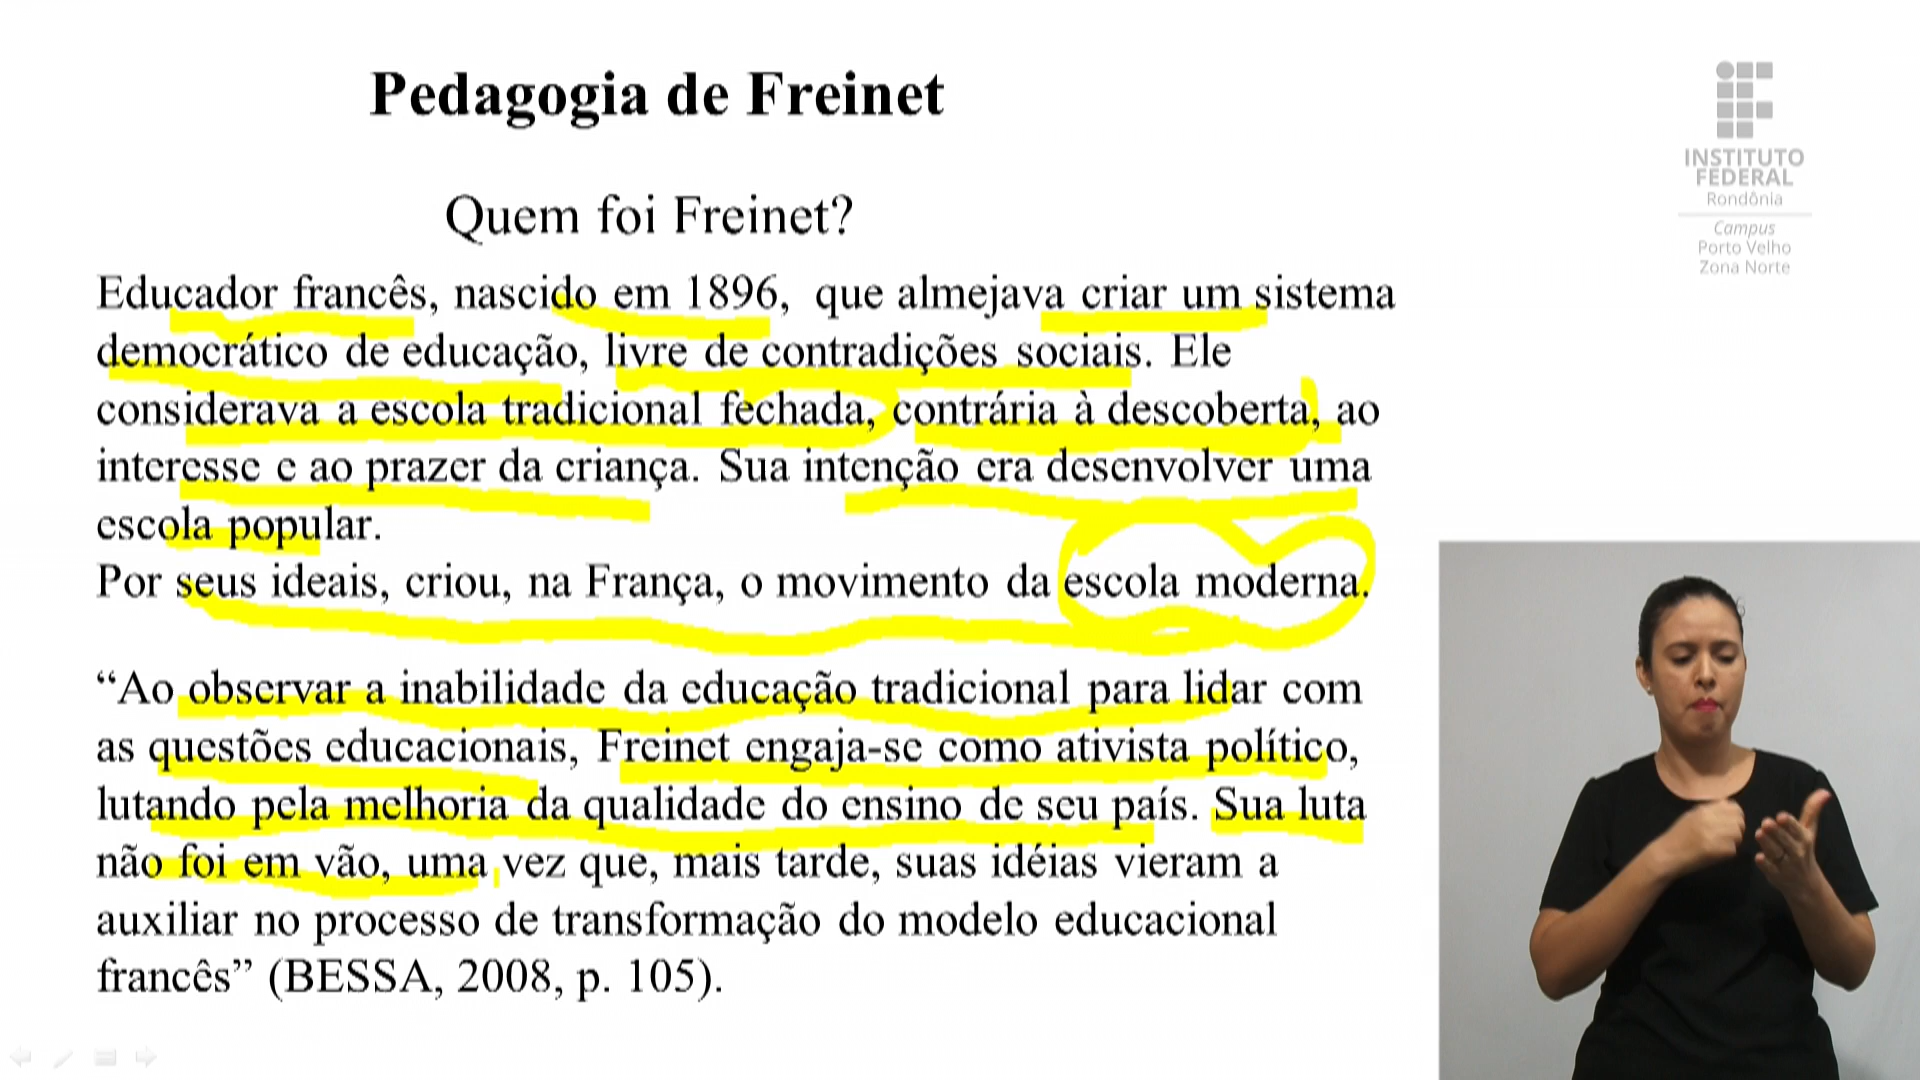 Pedagogia de Freinet
INSTITUTO
FEDERAL
Rondônia
Campus
Porto Velho
Zona Norte
Quem foi Freinet?
Educador francês, nascido em 1896, que almejava criar um sistema
democrático de educação, livre de contradições sociais. Ele
considerava a escola tradicional fechada, contrária à descoberta, ao
interesse e ao prazer da criança. Sua intenção era desenvolver uma
escola popular.
Por seus ideais, criou, na França, o movimento da escola moderna.
“Ao observar a inabilidade da educação tradicional para lidar com
as questões educacionais, Freinet engaja-se como ativista político,
lutando pela melhoria da qualidade do ensino de seu país. Sua luta
não foi em vão, uma vez que, mais tarde, suas idéias vieram a
auxiliar no processo de transformação do modelo educacional
francês” (BESSA, 2008, p. 105).